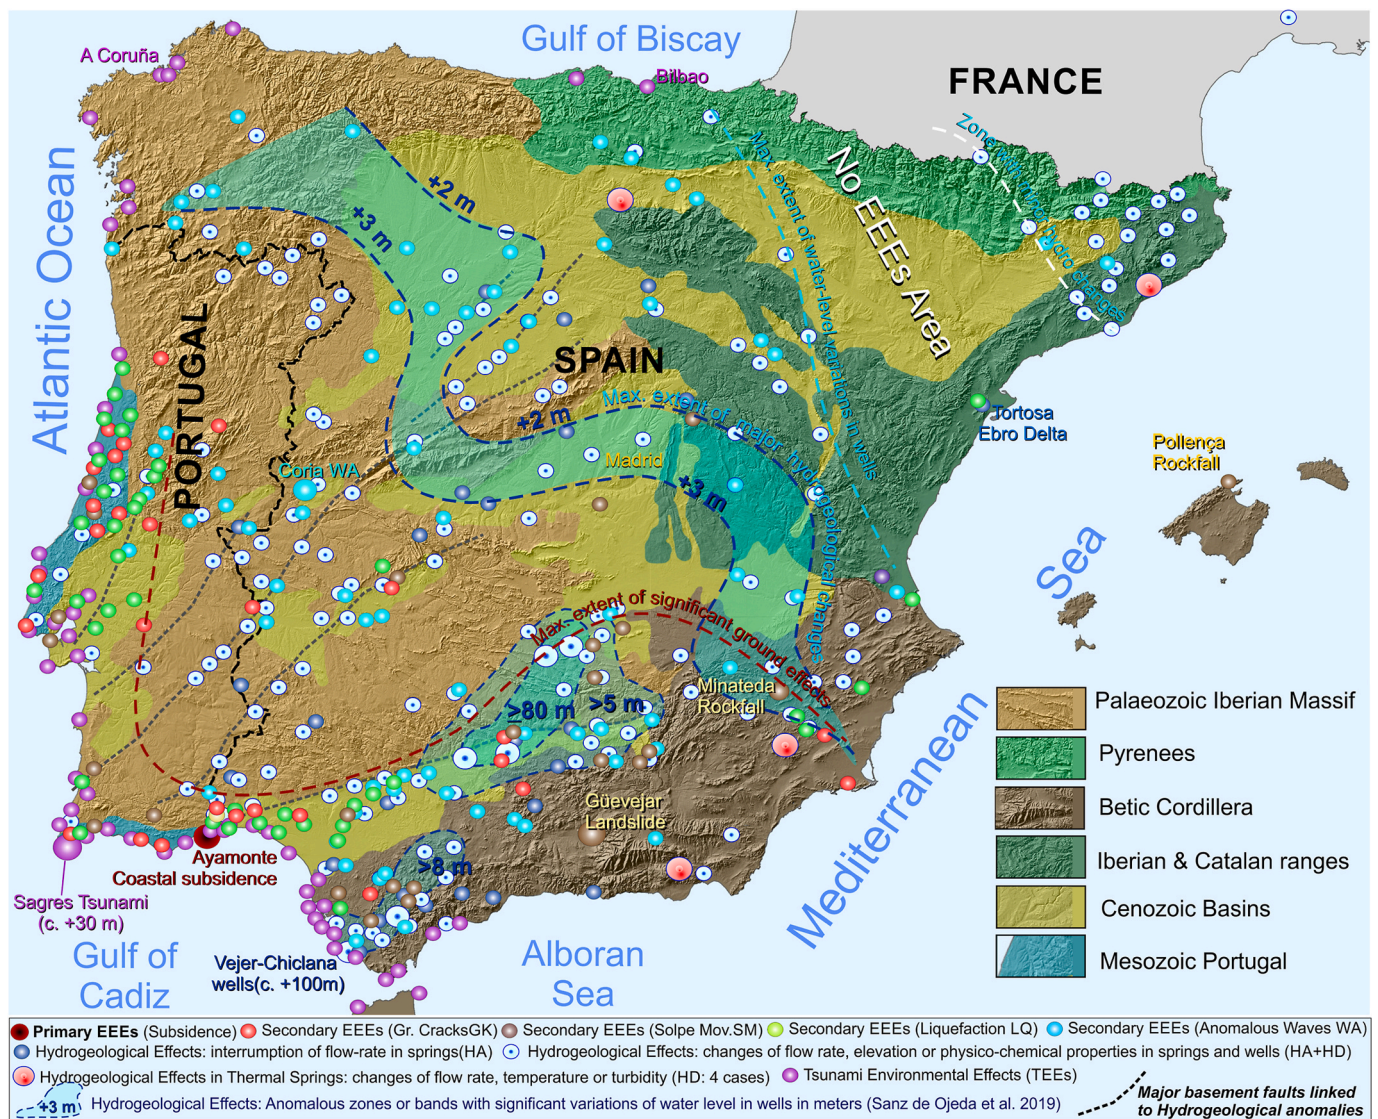 Gulf of Biscay
A Coruña
Bilbao
FRANCE
Zone with minor hydro changes
Max. extent of water-level variations in wells
No EEEs Area
Atlantic Ocean
+2 m
+3 m
PORTUGAL
SPAIN
Max. extent of major hydrogeological changes
+2 m
Tortosa
Ebro Delta
Pollença
Rockfall
Coria WA
Madrid
+3 m
Mediterranean Sea
Max. extent of significant ground effects
Minateda
Rockfall
>80 m
>5 m
Güevejar
Landslide
>8 m
Ayamonte
Coastal subsidence
Sagres Tsunami
(c. +30 m)
Gulf of
Cadiz
Vejer-Chiclana
wells(c. +100m)
Alboran
Sea
Palaeozoic Iberian Massif
Pyrenees
Betic Cordillera
Iberian & Catalan ranges
Cenozoic Basins
Mesozoic Portugal
Primary EEEs (Subsidence) Secondary EEEs (Gr. CracksGK) Secondary EEEs (Solpe Mov.SM) Secondary EEEs (Liquefaction LQ) Secondary EEEs (Anomalous Waves WA)
Hydrogeological Effects: interrumption of flow-rate in springs(HA) Hydrogeological Effects: changes of flow rate, elevation or physico-chemical properties in springs and wells (HA+HD)
Hydrogeological Effects in Thermal Springs: changes of flow rate, temperature or turbidity (HD: 4 cases) Tsunami Environmental Effects (TEEs)
+3 m Hydrogeological Effects: Anomalous zones or bands with significant variations of water level in wells in meters (Sanz de Ojeda et al. 2019)
Major basement faults linked
to Hydrogeological anomalies